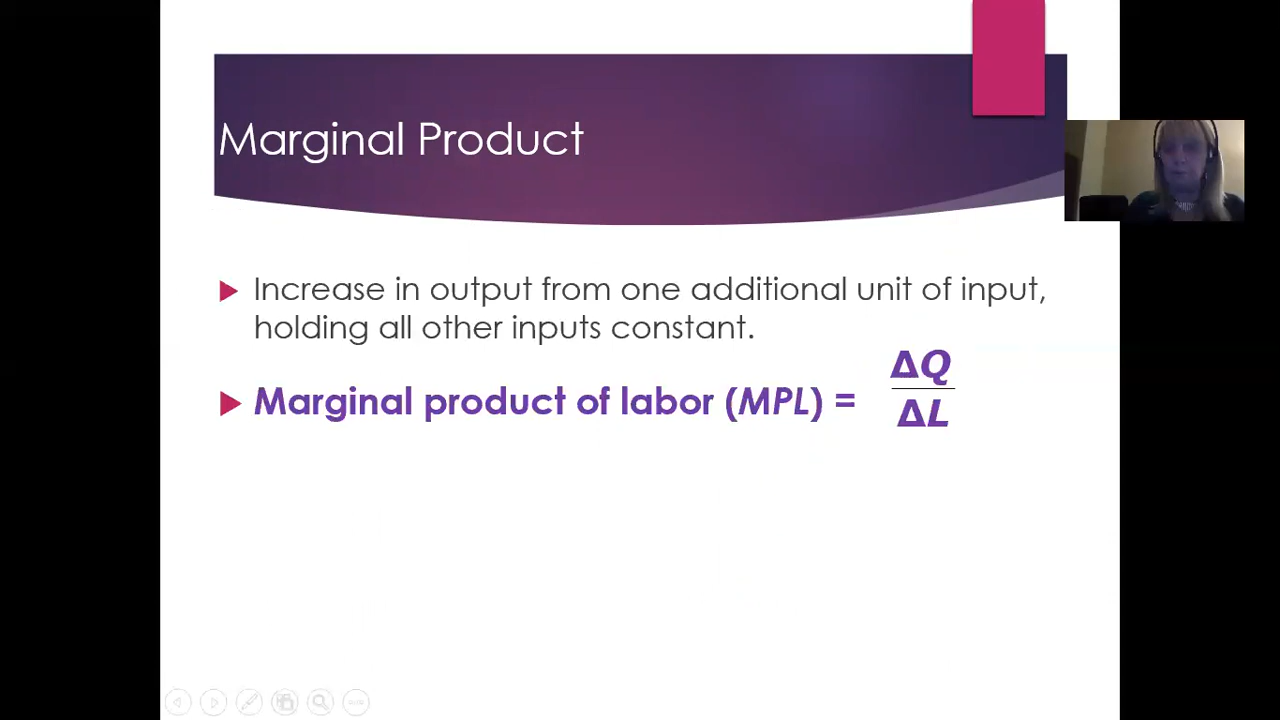 Marginal Product
Increase in output from one additional unit of input,
holding all other inputs constant.
Marginal product of labor (MPL) = ΔQ
ΔL